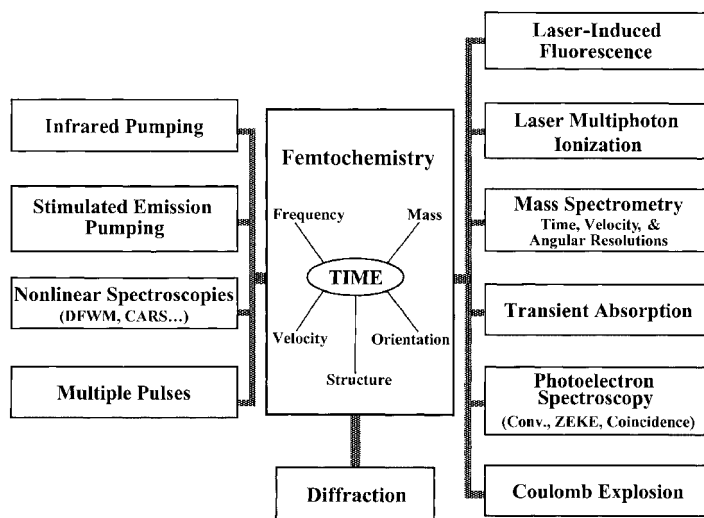 Infrared Pumping
Stimulated Emission
Pumping
Nonlinear Spectroscopies
(DFWM, CARS...)
Multiple Pulses
Femtochemistry
Frequency
Mass
TIME
Velocity
Orientation
Structure
Diffraction
Laser-Induced
Fluorescence
Laser Multiphoton
Ionization
Mass Spectrometry
Time, Velocity, &
Angular Resolutions
Transient Absorption
Photoelectron
Spectroscopy
(Conv., ZEKE, Coincidence)
Coulomb Explosion